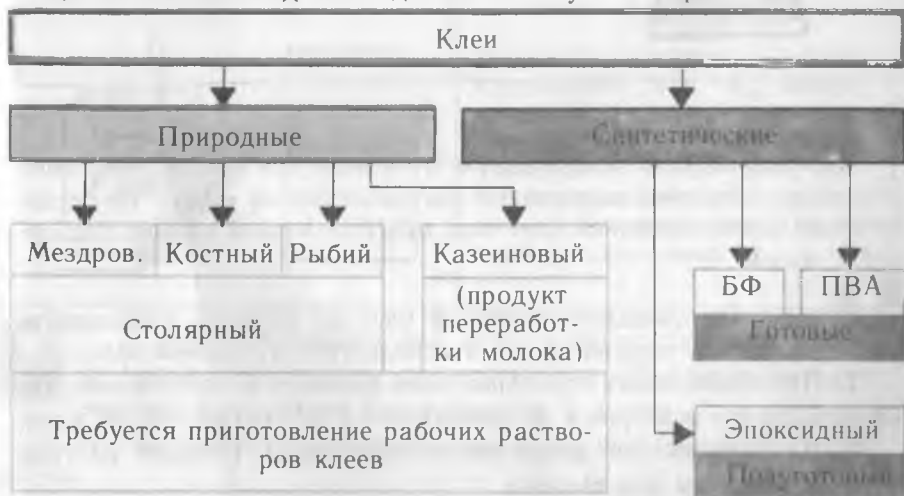 Клеи
Природные
Синтетические
Мездров.
Костный
Рыбий
Казеиновый
Столярный
(продукт
переработ-
ки молока)
БФ
ПВА
Готовые
Требуется приготовление рабочих раство-
ров клеев
Эпоксидный
Полуготовые